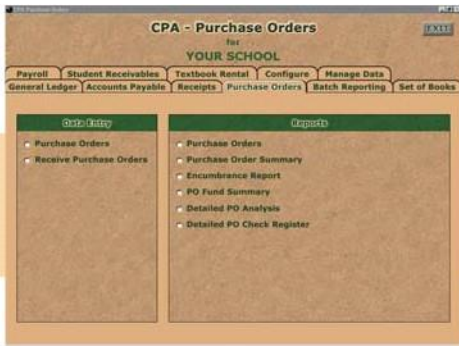 CPA - Purchase Orders
for
YOUR SCHOOL
EXIT
Payroll Student Receivables Textbook Rental Configure Manage Data
General Ledger Accounts Payable Receipts Purchase Orders Batch Reporting Set of Books
Data Entry
Purchase Orders
Receive Purchase Orders
Reports
Purchase Orders
Purchase Order Summary
Encumbrance Report
PO Fund Summary
Detailed PO Analysis
Detailed PO Check Register